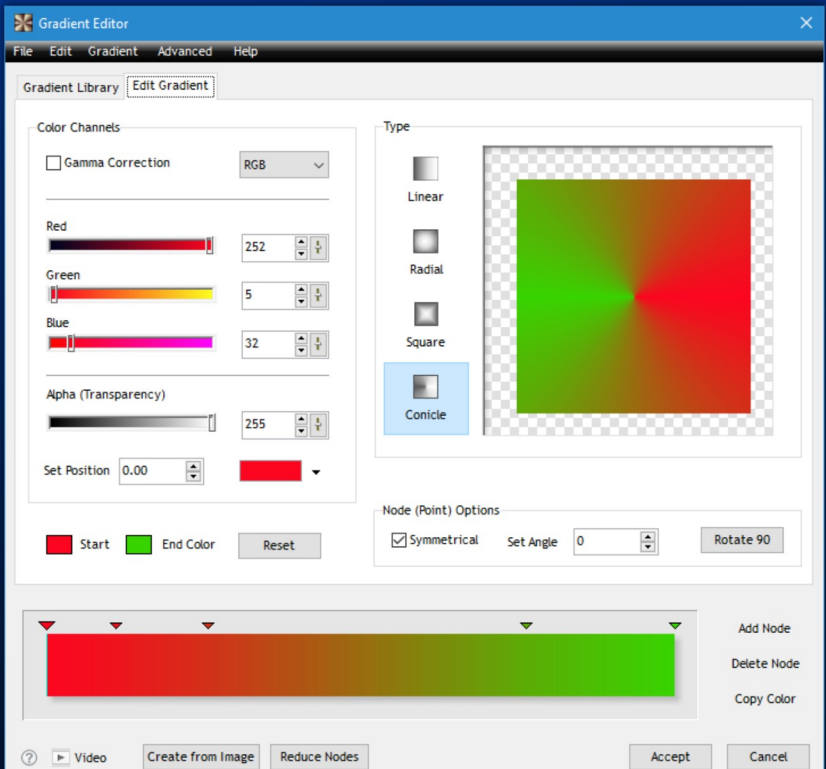 Gradient Editor
File Edit Gradient Advanced Help
Gradient Library Edit Gradient
Color Channels
Gamma Correction RGB
Red
252
Green
5
Blue
32
Alpha (Transparency)
255
Set Position 0.00
Start End Color Reset
Type
Linear
Radial
Square
Conicle
Node (Point) Options
Symmetrical Set Angle 0 Rotate 90
Add Node
Delete Node
Copy Color
? Video Create from Image Reduce Nodes Accept Cancel